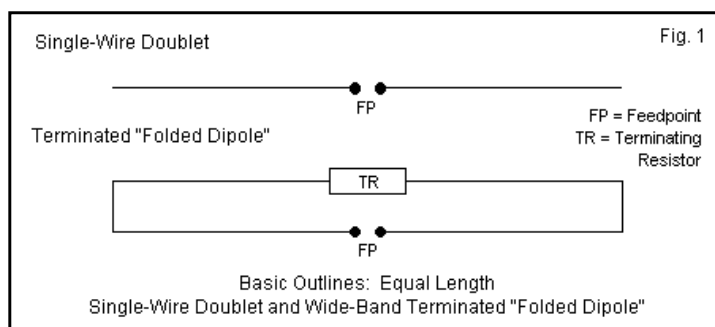 Single-Wire Doublet
Fig. 1
FP
FP = Feedpoint
TR = Terminating
Resistor
Terminated "Folded Dipole"
TR
FP
Basic Outlines: Equal Length
Single-Wire Doublet and Wide-Band Terminated "Folded Dipole"